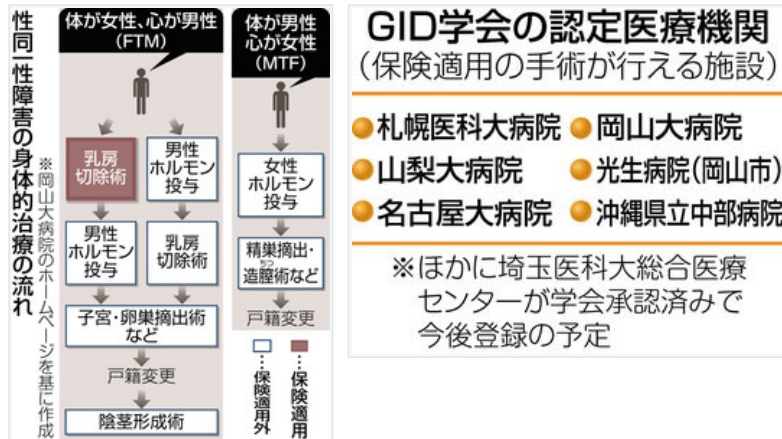 性同一性障害の身体的治療の流れ
※岡山大病院のホームページを基に作成
体が女性、心が男性
(FTM)
乳房
切除術
男性
ホルモン
投与
男性
ホルモン
投与
乳房
切除術
子宮・卵巣摘出術
など
戸籍変更
陰茎形成術
体が男性
心が女性
(MTF)
女性
ホルモン
投与
精巣摘出・
ちつ
造膣術など
戸籍変更
…保険適用外
…保険適用
GID学会の認定医療機関
(保険適用の手術が行える施設)
札幌医科大病院
岡山大病院
山梨大病院
光生病院(岡山市)
名古屋大病院
沖縄県立中部病院
※ほかに埼玉医科大総合医療
センターが学会承認済みで
今後登録の予定